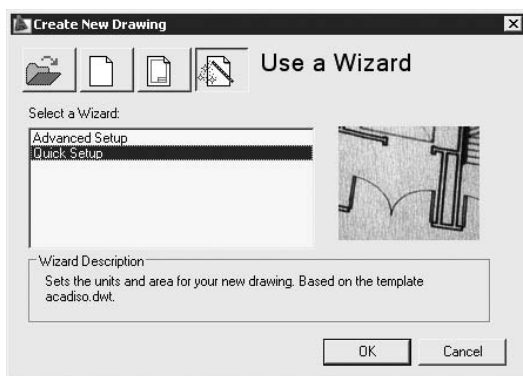 Create New Drawing
Use a Wizard
Select a Wizard:
Advanced Setup
Quick Setup
Wizard Description
Sets the units and area for your new drawing. Based on the template
acadiso.dwt.
OK
Cancel